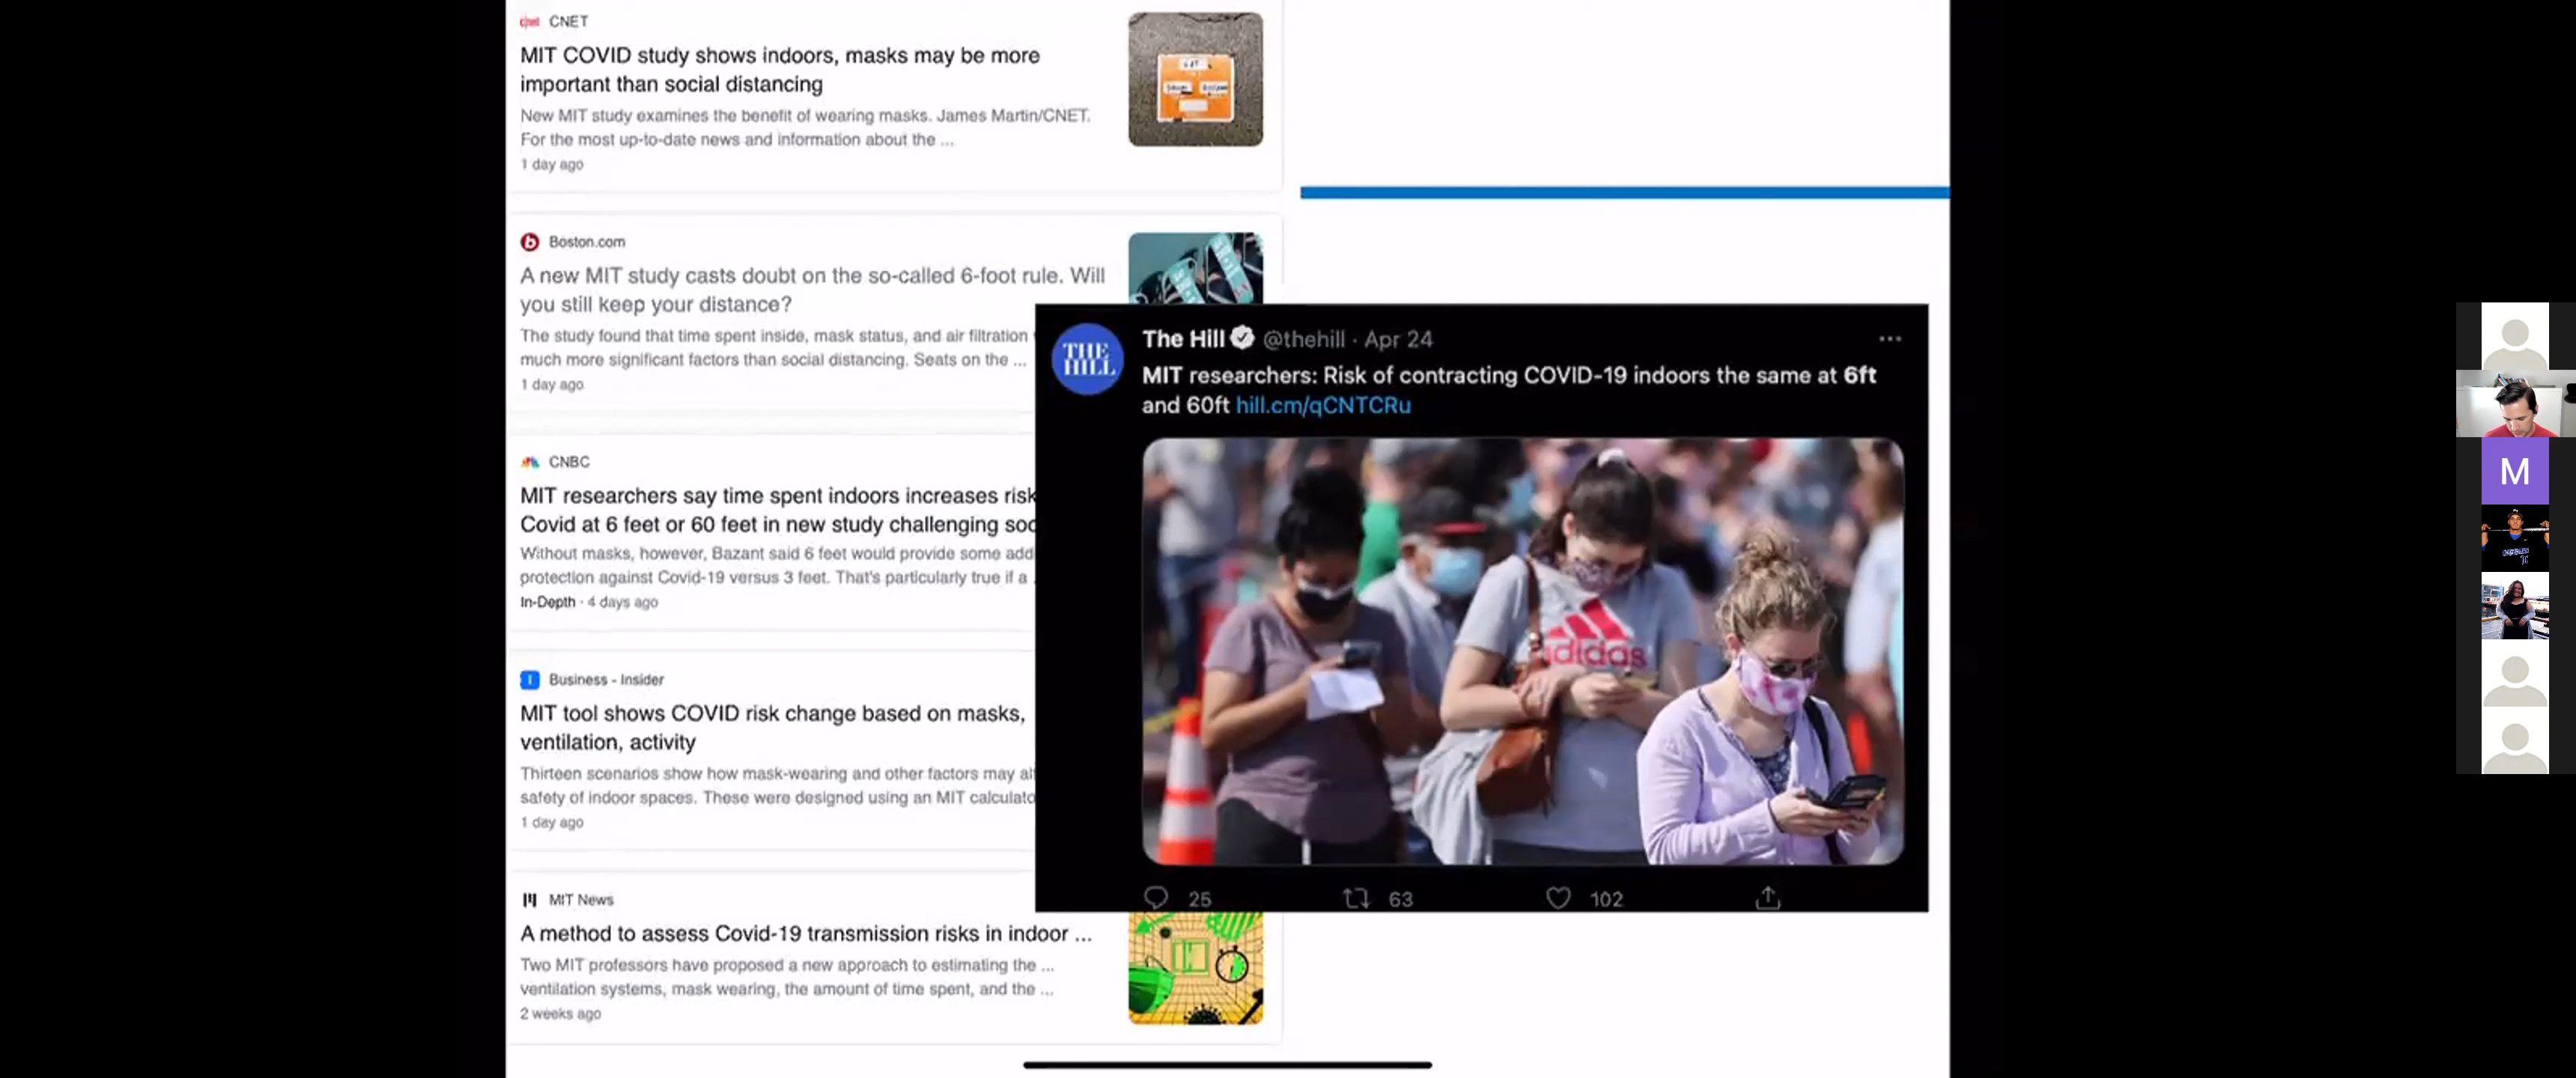 CNET
MIT COVID study shows indoors, masks may be more
important than social distancing
New MIT study examines the benefit of wearing masks. James Martin/CNET.
For the most up-to-date news and information about the ...
1 day ago
Boston.com
A new MIT study casts doubt on the so-called 6-foot rule. Will
you still keep your distance?
The study found that time spent inside, mask status, and air filtration
much more significant factors than social distancing. Seats on the ...
1 day ago
CNBC
MIT researchers say time spent indoors increases risk
Covid at 6 feet or 60 feet in new study challenging soc
Without masks, however, Bazant said 6 feet would provide some add
protection against Covid-19 versus 3 feet. That's particularly true if a
In-Depth · 4 days ago
Business - Insider
MIT tool shows COVID risk change based on masks,
ventilation, activity
Thirteen scenarios show how mask-wearing and other factors may alt
safety of indoor spaces. These were designed using an MIT calculato
1 day ago
MIT News
A method to assess Covid-19 transmission risks in indoor ...
Two MIT professors have proposed a new approach to estimating the ...
ventilation systems, mask wearing, the amount of time spent, and the ...
2 weeks ago
THE
HILL
The Hill @thehill · Apr 24
MIT researchers: Risk of contracting COVID-19 indoors the same at 6ft
and 60ft hill.cm/qCNTCRu
adidas
25 63 102
M